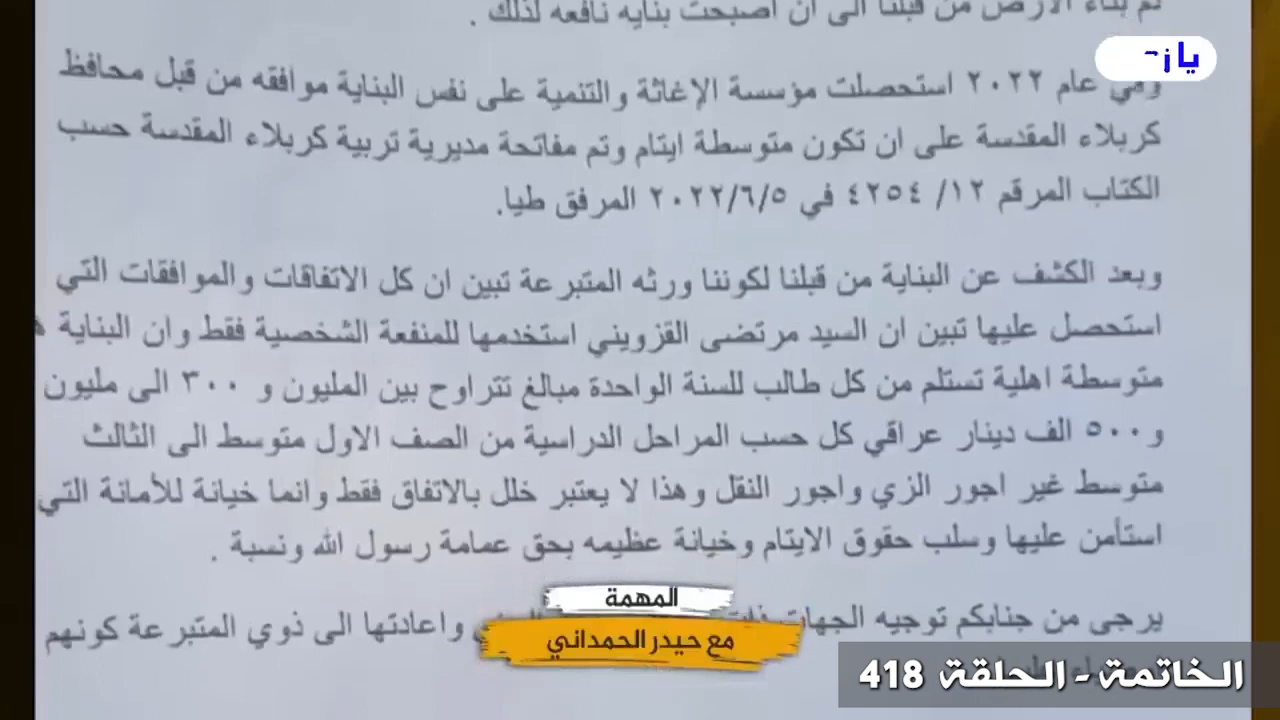 تم بناء الارض من قبلنا الى ان اصبحت بنايه نافعه لذلك .
وفي عام ٢٠٢٢ استحصلت مؤسسة الإغاثة والتنمية على نفس البناية موافقه من قبل محافظ
كربلاء المقدسة على ان تكون متوسطة ايتام وتم مفاتحة مديرية تربية كربلاء المقدسة حسب
الكتاب المرقم ١٢/ ٤٢٥٤ في ٢٠٢٢/٦/٥ المرفق طيا.
وبعد الكشف عن البناية من قبلنا لكوننا ورثه المتبرعة تبين ان كل الاتفاقات والموافقات التي
استحصل عليها تبين ان السيد مرتضى القزويني استخدمها للمنفعة الشخصية فقط وان البناية
متوسطة اهلية تستلم من كل طالب للسنة الواحدة مبالغ تتراوح بين المليون و ٣٠٠ الى مليون
و٥٠٠ الف دينار عراقي كل حسب المراحل الدراسية من الصف الاول متوسط الى الثالث
متوسط غير اجور الزي واجور النقل وهذا لا يعتبر خلل بالاتفاق فقط وانما خيانة للأمانة التي
استأمن عليها وسلب حقوق الايتام وخيانة عظيمه بحق عمامة رسول الله ونسبة .
يرجى من جنابكم توجيه الجهات واعادتها الى ذوي المتبرعة كونهم
يا
المهمة
مع حيدر الحمداني
الخاتمة - الحلقة 418